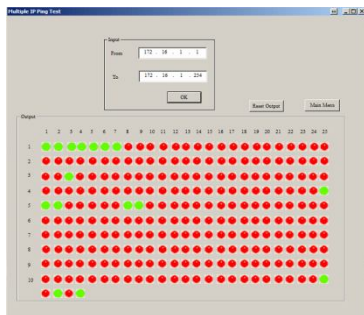 Multiple IP Ping Test
Input
From 172 . 16 . 1 . 1
To 172 . 16 . 1 . 254
OK
Reset Output Main Menu
Output
1 2 3 4 5 6 7 8 9 10 11 12 13 14 15 16 17 18 19 20 21 22 23 24 25
1
2
3
4
5
6
7
8
9
10